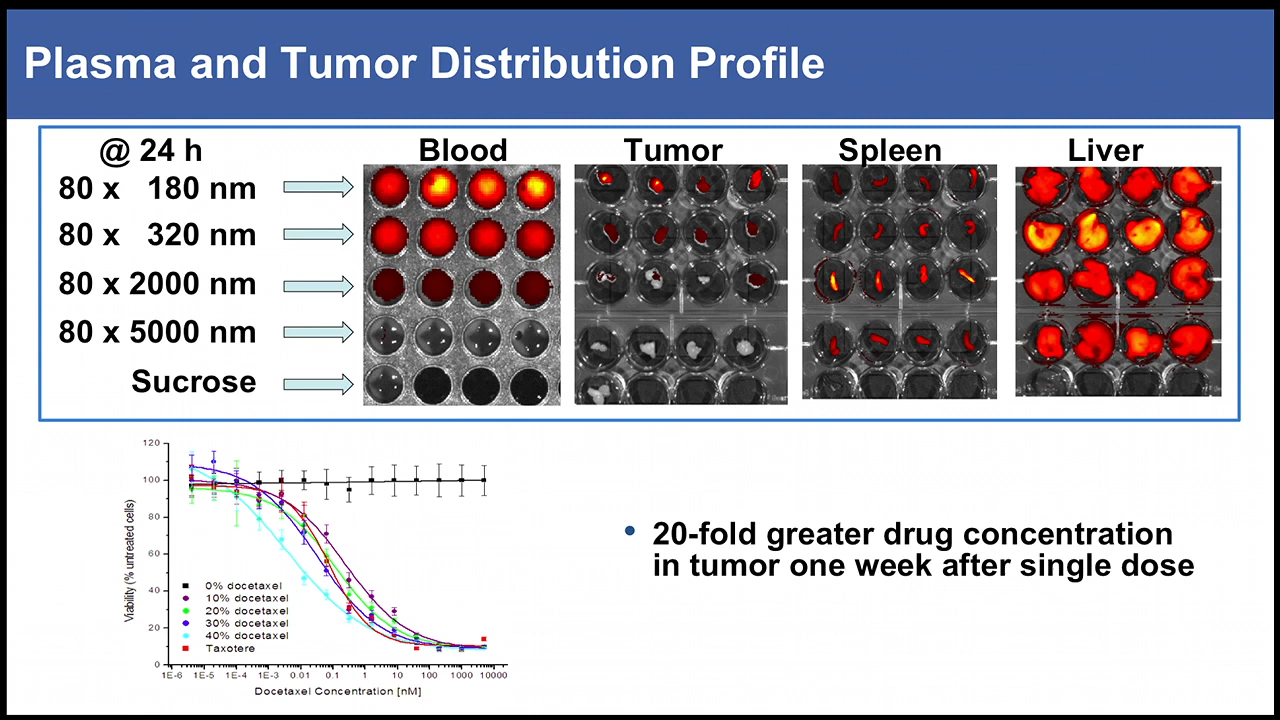 Plasma and Tumor Distribution Profile
@ 24 h
Blood
Tumor
Spleen
Liver
80 x 180 nm
80 x 320 nm
80 x 2000 nm
80 x 5000 nm
Sucrose
120
100
80
60
40
20
0
Viability (% untreated cells)
0% docetaxel
10% docetaxel
20% docetaxel
30% docetaxel
40% docetaxel
Taxotere
1E-6 1E-5 1E-4 1E-3 0.01 0.1 1 10 100 1000 10000
Docetaxel Concentration [nM]
• 20-fold greater drug concentration
in tumor one week after single dose